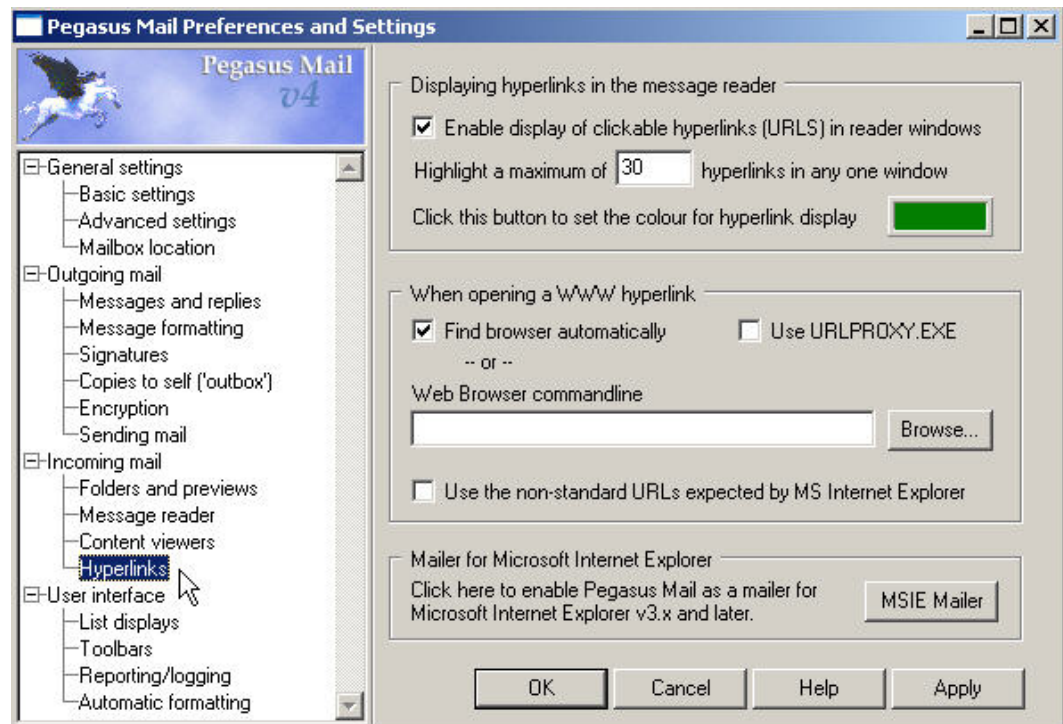 Pegasus Mail Preferences and Settings
Pegasus Mail
v4
General settings
Basic settings
Advanced settings
Mailbox location
Outgoing mail
Messages and replies
Message formatting
Signatures
Copies to self ('outbox')
Encryption
Sending mail
Incoming mail
Folders and previews
Message reader
Content viewers
Hyperlinks
User interface
List displays
Toolbars
Reporting/logging
Automatic formatting
Displaying hyperlinks in the message reader
Enable display of clickable hyperlinks (URLS) in reader windows
Highlight a maximum of 30 hyperlinks in any one window
Click this button to set the colour for hyperlink display
When opening a WWW hyperlink
Find browser automatically Use URLPROXY.EXE
-- or --
Web Browser commandline
Browse...
Use the non-standard URLs expected by MS Internet Explorer
Mailer for Microsoft Internet Explorer
Click here to enable Pegasus Mail as a mailer for
Microsoft Internet Explorer v3.x and later.
MSIE Mailer
OK Cancel Help Apply